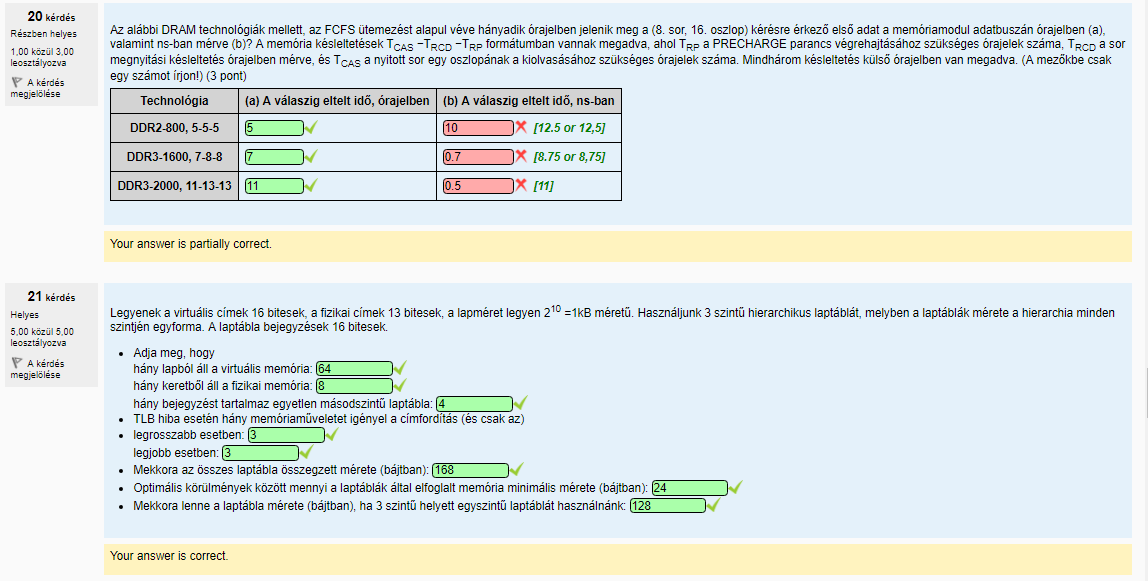 20 kérdés
Részben helyes
1,00 közül 3,00
leosztályozva
A kérdés
megjelölése
Az alábbi DRAM technológiák mellett, az FCFS ütemezést alapul véve hányadik órajelben jelenik meg a (8. sor, 16. oszlop) kérésre érkező első adat a memóriamodul adatbuszán órajelben (a),
valamint ns-ban mérve (b)? A memória késleltetések TCAS −TRCD −TRP formátumban vannak megadva, ahol TRP a PRECHARGE parancs végrehajtásához szükséges órajelek száma, TRCD a sor
megnyitási késleltetés órajelben mérve, és TCAS a nyitott sor egy oszlopának a kiolvasásához szükséges órajelek száma. Mindhárom késleltetés külső órajelben van megadva. (A mezőkbe csak
egy számot írjon!) (3 pont)
Technológia (a) A válaszig eltelt idő, órajelben (b) A válaszig eltelt idő, ns-ban
DDR2-800, 5-5-5 5 10 [12.5 or 12,5]
DDR3-1600, 7-8-8 7 0.7 [8.75 or 8,75]
DDR3-2000, 11-13-13 11 0.5 [11]
Your answer is partially correct.
21 kérdés
Helyes
5,00 közül 5,00
leosztályozva
A kérdés
megjelölése
Legyenek a virtuális címek 16 bitesek, a fizikai címek 13 bitesek, a lapméret legyen 2^10 =1kB méretű. Használjunk 3 szintű hierarchikus laptáblát, melyben a laptáblák mérete a hierarchia minden
szintjén egyforma. A laptábla bejegyzések 16 bitesek.
• Adja meg, hogy
hány lapból áll a virtuális memória: 64
hány keretből áll a fizikai memória: 8
hány bejegyzést tartalmaz egyetlen másodszintű laptábla: 4
• TLB hiba esetén hány memóriaműveletet igényel a címfordítás (és csak az)
• legrosszabb esetben: 3
legjobb esetben: 3
• Mekkora az összes laptábla összegzett mérete (bájtban): 168
• Optimális körülmények között mennyi a laptáblák által elfoglalt memória minimális mérete (bájtban): 24
• Mekkora lenne a laptábla mérete (bájtban), ha 3 szintű helyett egyszintű laptáblát használnánk: 128
Your answer is correct.